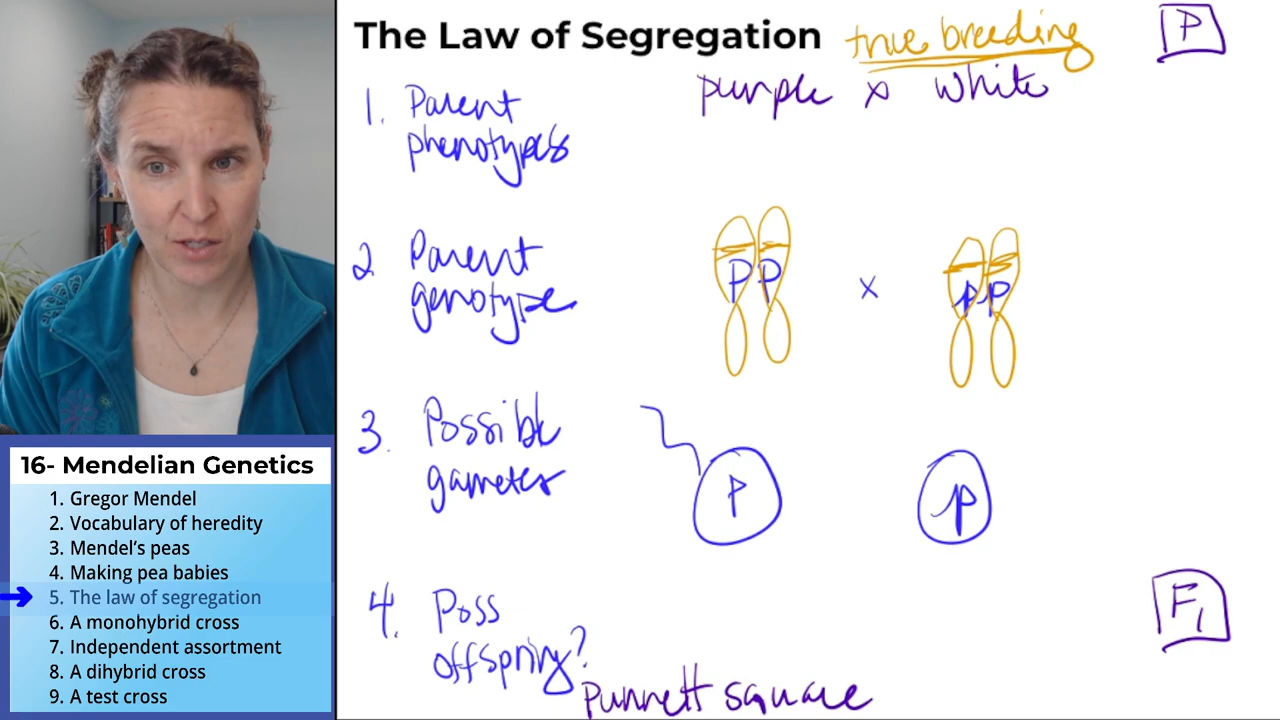 The Law of Segregation true breeding P
purple x white
1. Parent
phenotypes
2 Parent
genotype
PP x pp
3. Possible
gametes
P p
4. Poss
offspring?
F1
Punnett square
16- Mendelian Genetics
1. Gregor Mendel
2. Vocabulary of heredity
3. Mendel's peas
4. Making pea babies
5. The law of segregation
6. A monohybrid cross
7. Independent assortment
8. A dihybrid cross
9. A test cross